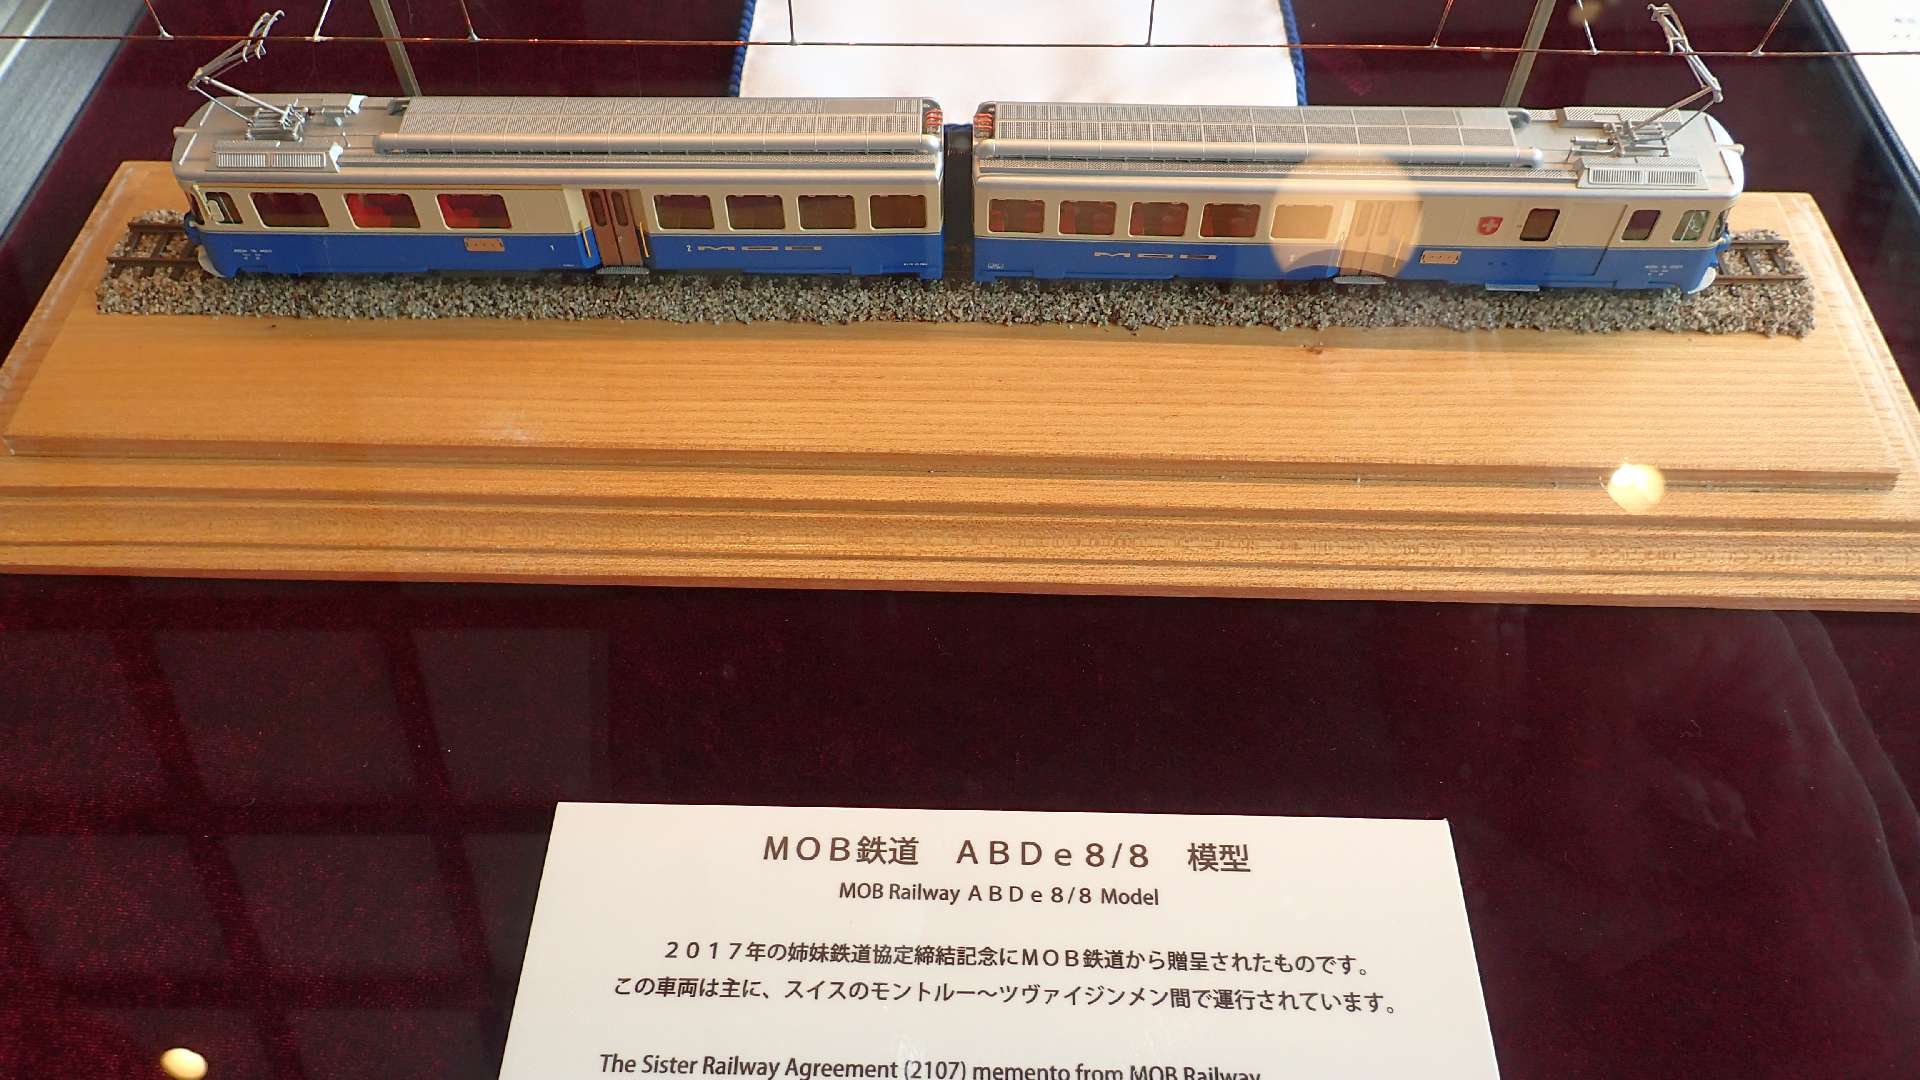 1
2
MOB
MOB
MOB鉄道　ABDe8/8　模型
MOB Railway ABDe8/8 Model
2017年の姉妹鉄道協定締結記念にMOB鉄道から贈呈されたものです。
この車両は主に、スイスのモントルー～ツヴァイジンメン間で運行されています。
The Sister Railway Agreement (2107) memento from MOB Railway